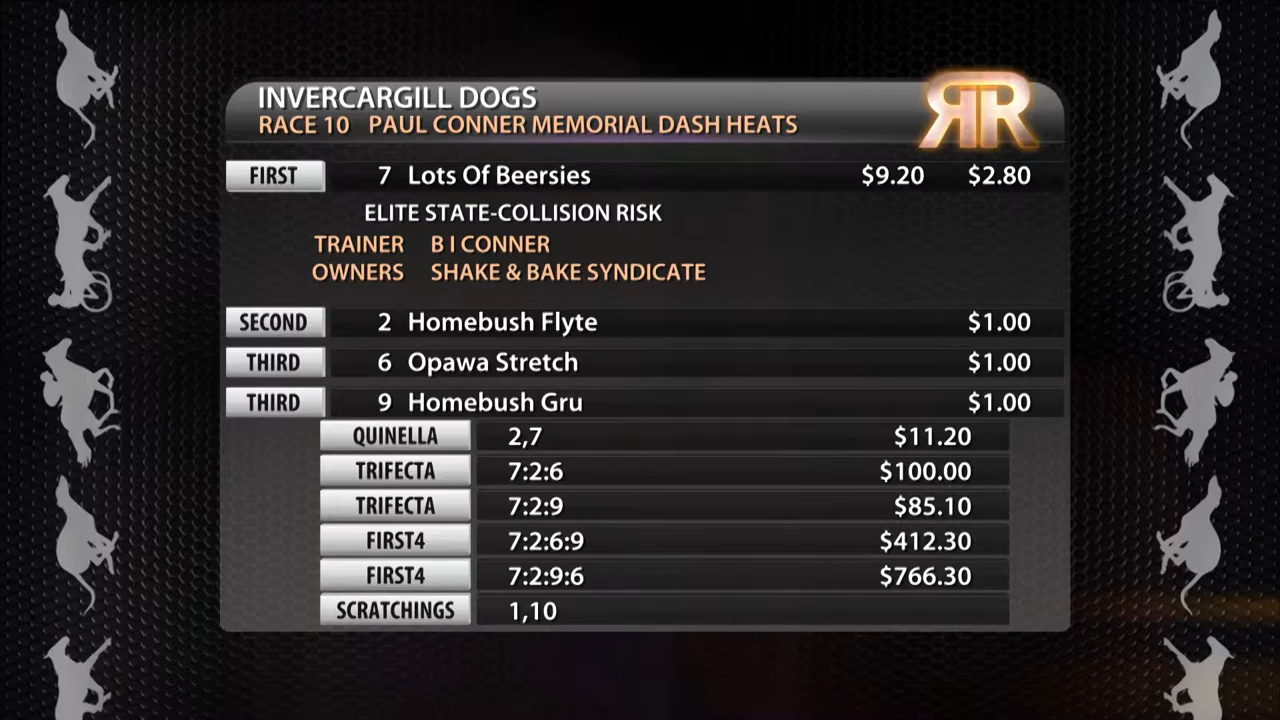 INVERCARGILL DOGS
RACE 10 PAUL CONNER MEMORIAL DASH HEATS
RR
FIRST 7 Lots Of Beersies $9.20 $2.80
ELITE STATE-COLLISION RISK
TRAINER B I CONNER
OWNERS SHAKE & BAKE SYNDICATE
SECOND 2 Homebush Flyte $1.00
THIRD 6 Opawa Stretch $1.00
THIRD 9 Homebush Gru $1.00
QUINELLA 2,7 $11.20
TRIFECTA 7:2:6 $100.00
TRIFECTA 7:2:9 $85.10
FIRST4 7:2:6:9 $412.30
FIRST4 7:2:9:6 $766.30
SCRATCHINGS 1,10